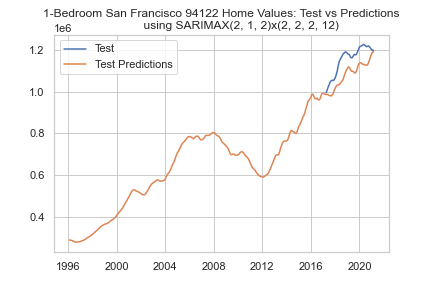 1-Bedroom San Francisco 94122 Home Values: Test vs Predictions
using SARIMAX(2, 1, 2)x(2, 2, 2, 12)
1e6
Test
Test Predictions
1.2
1.0
0.8
0.6
0.4
1996 2000 2004 2008 2012 2016 2020